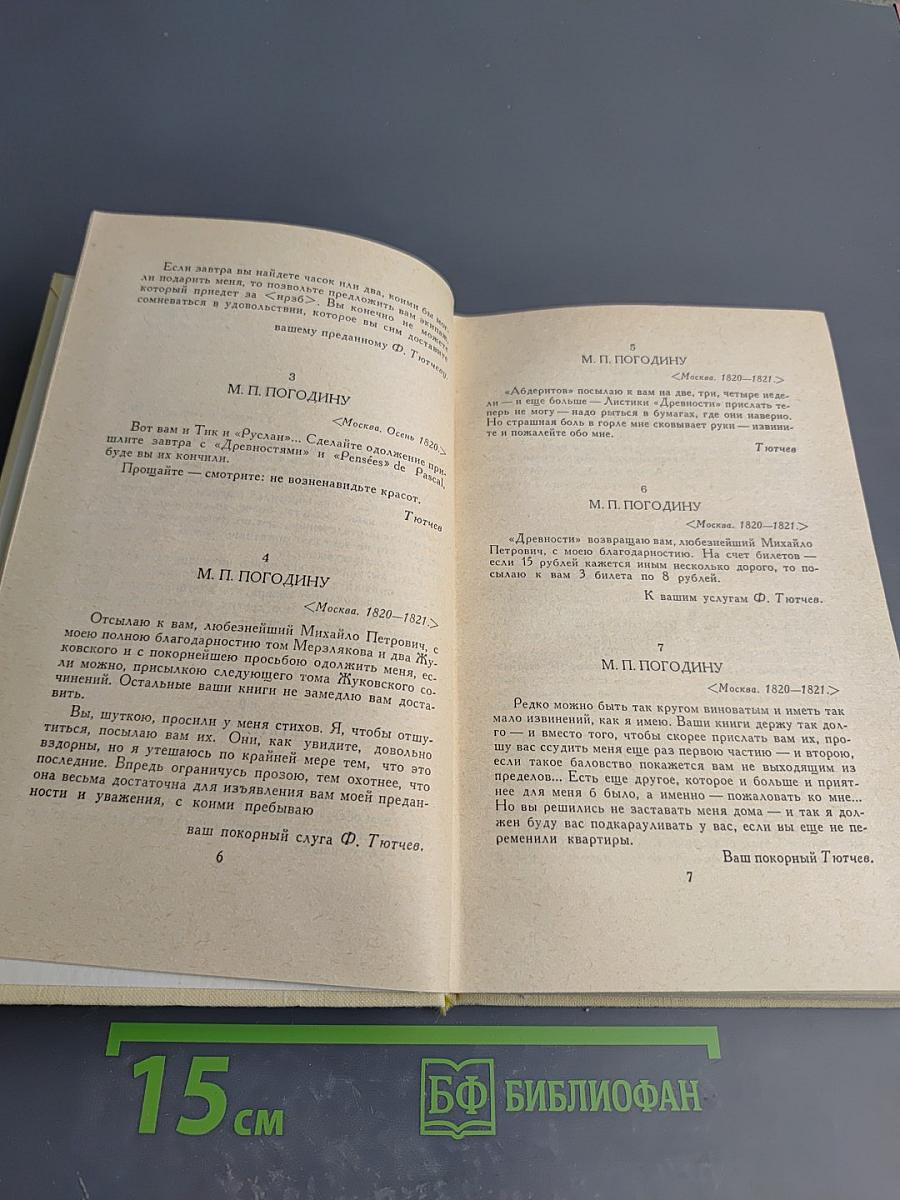 Если завтра вы найдете часок или два, коими бы мог-
ли подарить меня, то позвольте предложить вам экипаж,
который приедет за <нрзб>. Вы конечно не можете
сомневаться в удовольствии, которое вы сим доставите
вашему преданному Ф. Тютчеву.
3
М. П. ПОГОДИНУ
<Москва. Осень 1820.>
Вот вам и Тик и «Руслан»... Сделайте одолжение при-
шлите завтра с «Древностями» и «Pensées» de Pascal,
буде вы их кончили.
Прощайте — смотрите: не возненавидьте красот.
Тютчев
4
М. П. ПОГОДИНУ
<Москва. 1820—1821.>
Отсылаю к вам, любезнейший Михайло Петрович, с
моею полною благодарностию том Мерзлякова и два Жу-
ковского и с покорнейшею просьбою одолжить меня, ес-
ли можно, присылкою следующего тома Жуковского со-
чинений. Остальные ваши книги не замедлю вам доста-
вить.
Вы, шуткою, просили у меня стихов. Я, чтобы отшу-
титься, посылаю вам их. Они, как увидите, довольно
вздорны, но я утешаюсь по крайней мере тем, что это
последние. Впредь ограничусь прозою, тем охотнее, что
она весьма достаточна для изъявления вам моей предан-
ности и уважения, с коими пребываю
ваш покорный слуга Ф. Тютчев.
6
5
М. П. ПОГОДИНУ
<Москва. 1820—1821.>
«Абдеритов» посылаю к вам на две, три, четыре неде-
ли — и еще больше — Листики «Древности» прислать те-
перь не могу — надо рыться в бумагах, где они наверно.
Но страшная боль в горле мне сковывает руки — извини-
те и пожалейте обо мне.
Тютчев
6
М. П. ПОГОДИНУ
<Москва. 1820—1821.>
«Древности» возвращаю вам, любезнейший Михайло
Петрович, с моею благодарностию. На счет билетов —
если 15 рублей кажется иным несколько дорого, то по-
сылаю к вам 3 билета по 8 рублей.
К вашим услугам Ф. Тютчев.
7
М. П. ПОГОДИНУ
<Москва. 1820—1821.>
Редко можно быть так кругом виноватым и иметь так
мало извинений, как я имею. Ваши книги держу так дол-
го — и вместо того, чтобы скорее прислать вам их, про-
шу вас ссудить меня еще раз первою частию — и второю,
если такое баловство покажется вам не выходящим из
пределов... Есть еще другое, которое и больше и прият-
нее для меня б было, а именно — пожаловать ко мне...
Но вы решились не заставать меня дома — и так я дол-
жен буду вас подкарауливать у вас, если вы еще не пе-
ременили квартиры.
Ваш покорный Тютчев.
7
15 см
БФ БИБЛИОФАН